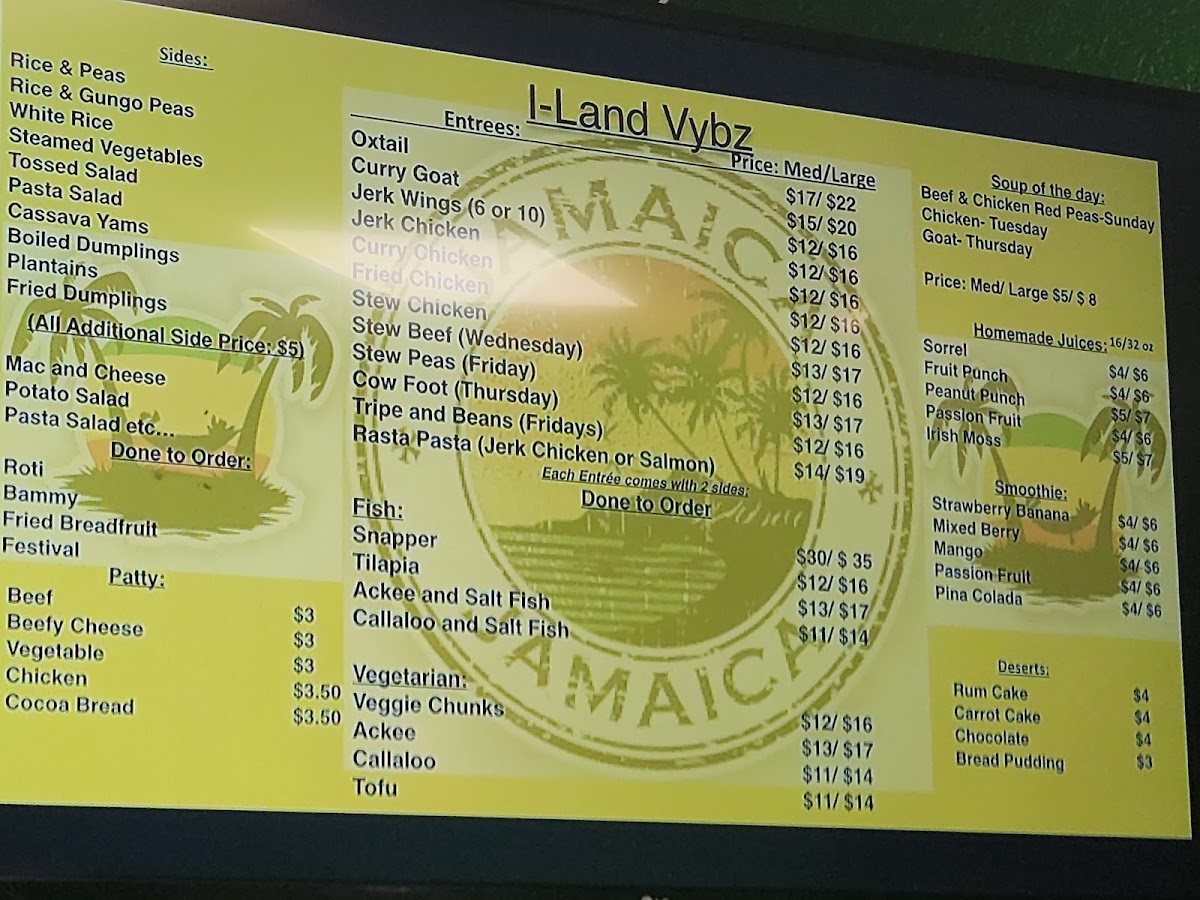 Sides:
Rice & Peas
Rice & Gungo Peas
White Rice
Steamed Vegetables
Tossed Salad
Pasta Salad
Cassava Yams
Boiled Dumplings
Plantains
Fried Dumplings
(All Additional Side Price: $5)
Mac and Cheese
Potato Salad
Pasta Salad etc...
Done to Order:
Roti
Bammy
Fried Breadfruit
Festival
Patty:
Beef $3
Beefy Cheese $3
Vegetable $3
Chicken $3.50
Cocoa Bread $3.50
I-Land Vybz
Entrees: Price: Med/Large
Oxtail $17/ $22
Curry Goat $15/ $20
Jerk Wings (6 or 10) $12/ $16
Jerk Chicken $12/ $16
Curry Chicken $12/ $16
Fried Chicken $12/ $16
Stew Chicken $12/ $16
Stew Beef (Wednesday) $13/ $17
Stew Peas (Friday) $12/ $16
Cow Foot (Thursday) $13/ $17
Tripe and Beans (Fridays) $12/ $16
Rasta Pasta (Jerk Chicken or Salmon) $14/ $19
Each Entrée comes with 2 sides:
Done to Order
Fish:
Snapper $30/ $ 35
Tilapia $12/ $16
Ackee and Salt Fish $13/ $17
Callaloo and Salt Fish $11/ $14
Vegetarian:
Veggie Chunks $12/ $16
Ackee $13/ $17
Callaloo $11/ $14
Tofu $11/ $14
JAMAICA
JAMAICA
Soup of the day:
Beef & Chicken Red Peas-Sunday
Chicken- Tuesday
Goat- Thursday
Price: Med/ Large $5/ $ 8
Homemade Juices: 16/32 oz
Sorrel $4/ $6
Fruit Punch $4/ $6
Peanut Punch $5/ $7
Passion Fruit $4/ $6
Irish Moss $5/ $7
Smoothie:
Strawberry Banana $4/ $6
Mixed Berry $4/ $6
Mango $4/ $6
Passion Fruit $4/ $6
Pina Colada $4/ $6
Deserts:
Rum Cake $4
Carrot Cake $4
Chocolate $4
Bread Pudding $3